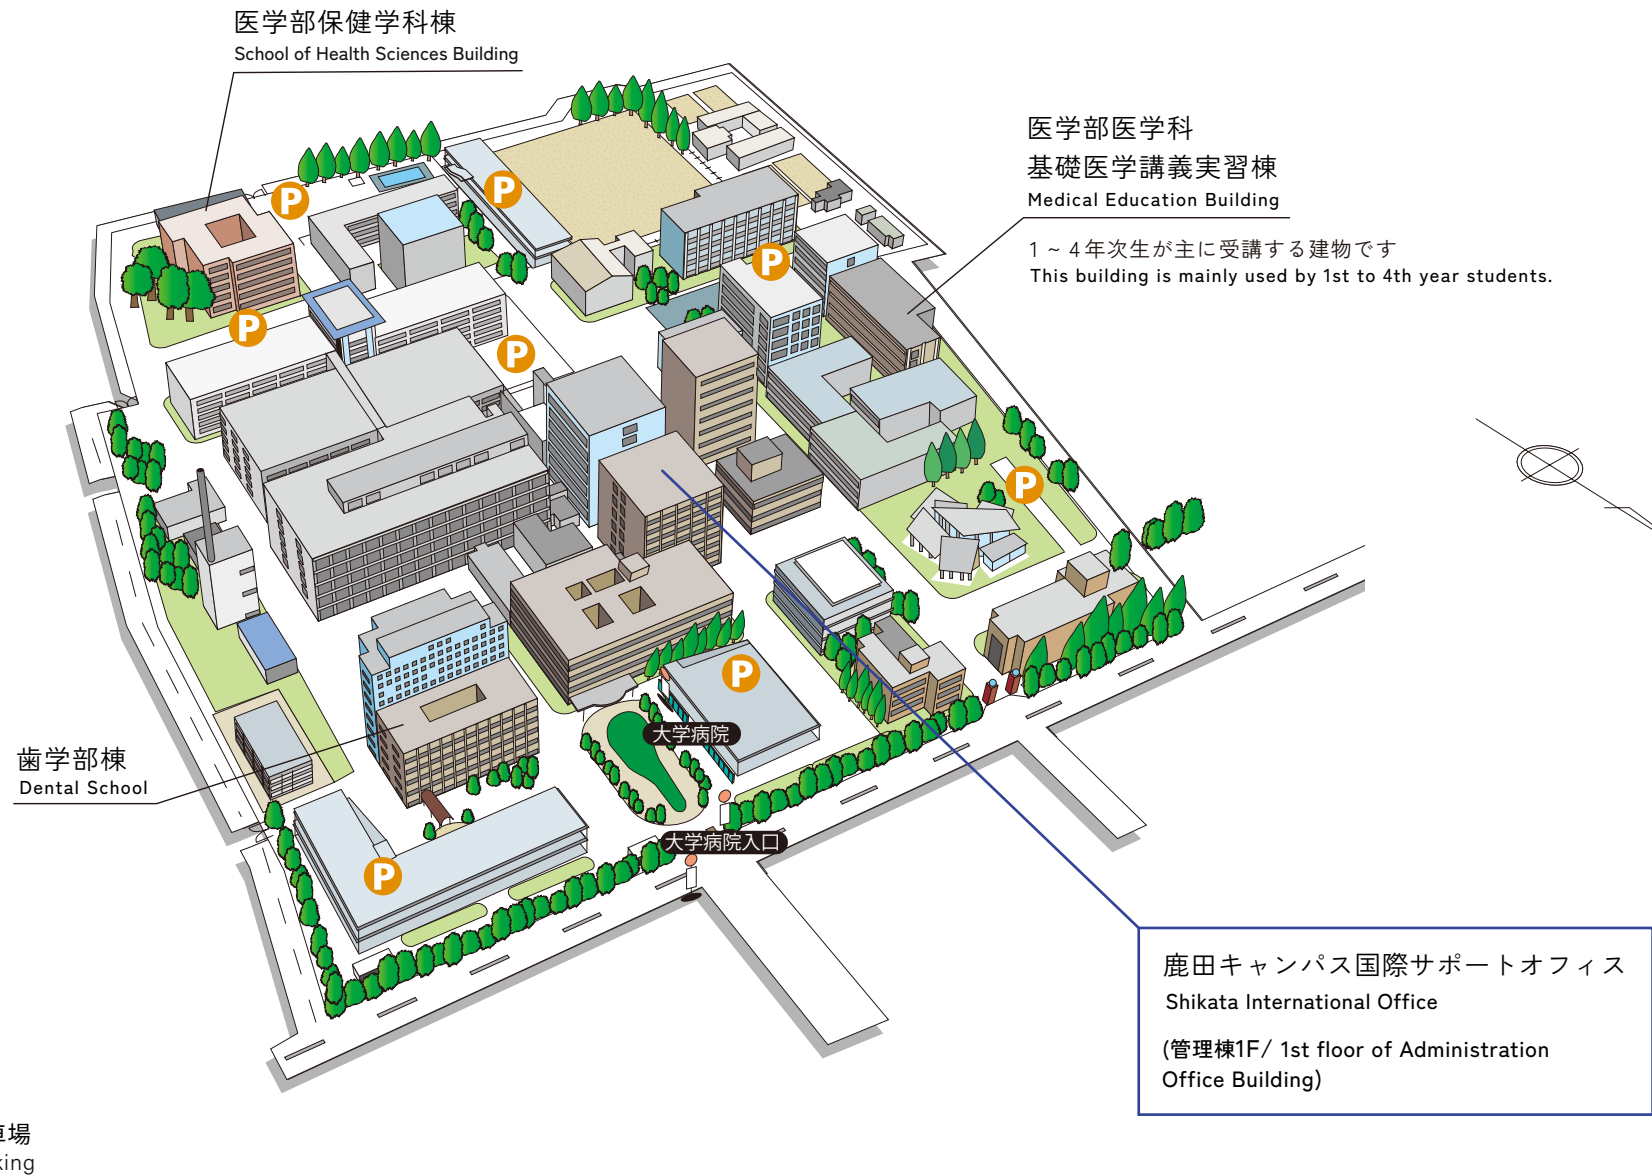 医学部保健学科棟
School of Health Sciences Building
医学部医学科
基礎医学講義実習棟
Medical Education Building
1～4年次生が主に受講する建物です
This building is mainly used by 1st to 4th year students.
P
P
P
P
P
P
P
P
大学病院
大学病院入口
歯学部棟
Dental School
鹿田キャンパス国際サポートオフィス
Shikata International Office
(管理棟1F/ 1st floor of Administration
Office Building)
車場
king